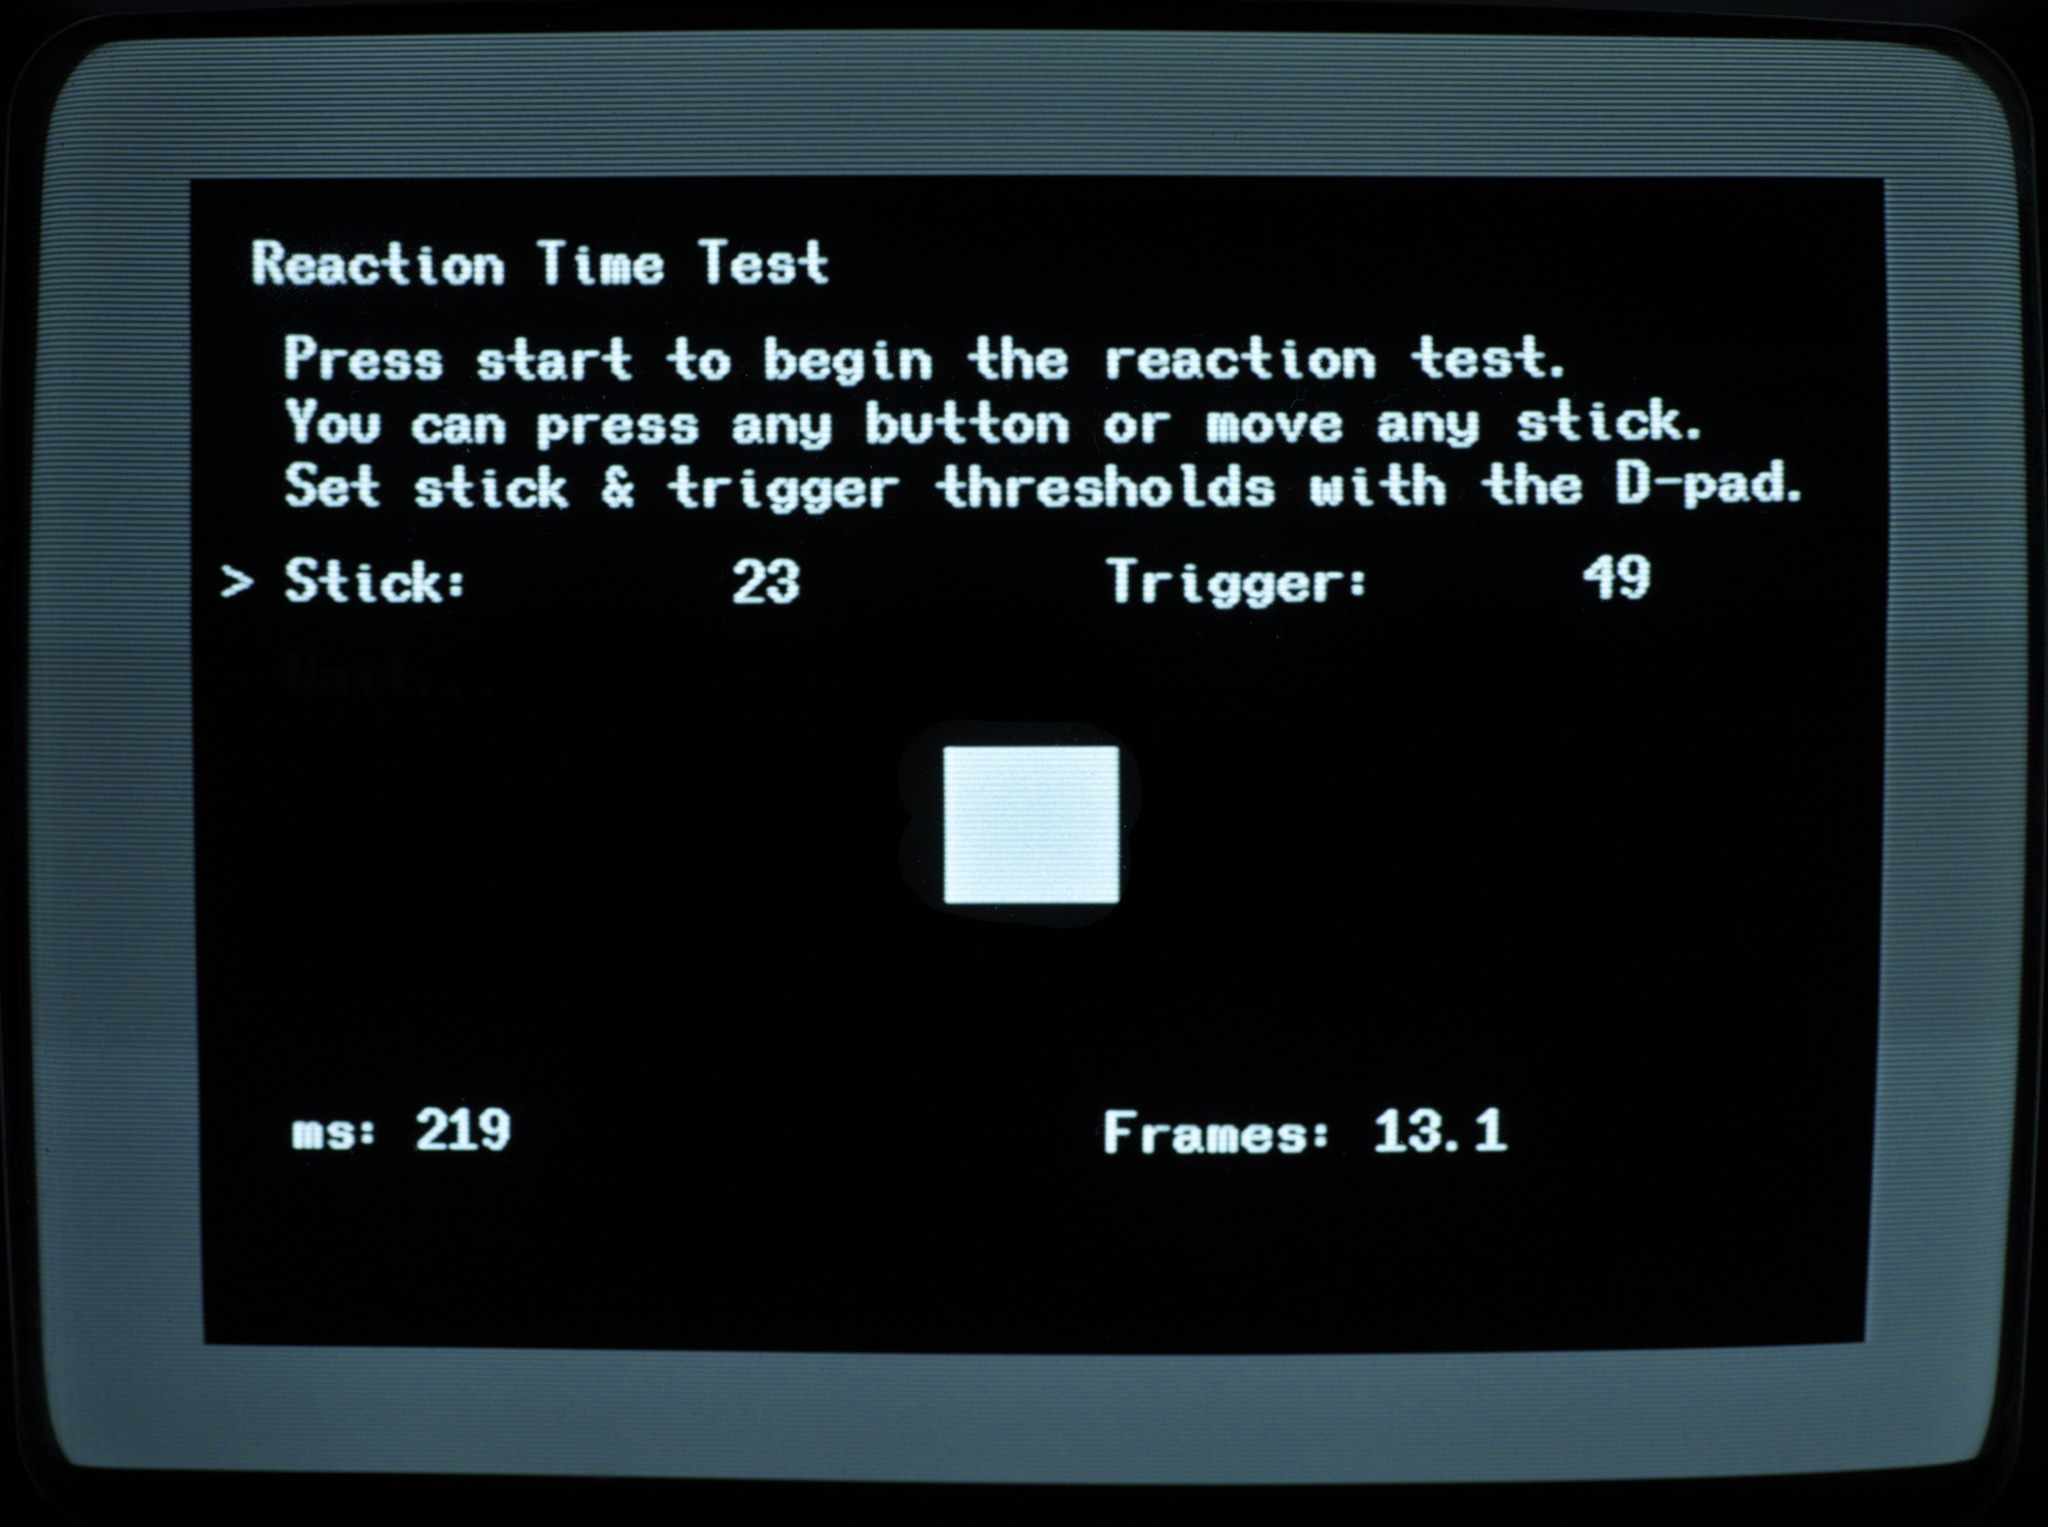 Reaction Time Test
Press start to begin the reaction test.
You can press any button or move any stick.
Set stick & trigger thresholds with the D-pad.
> Stick: 23 Trigger: 49
Wait...
ms: 219 Frames: 13.1